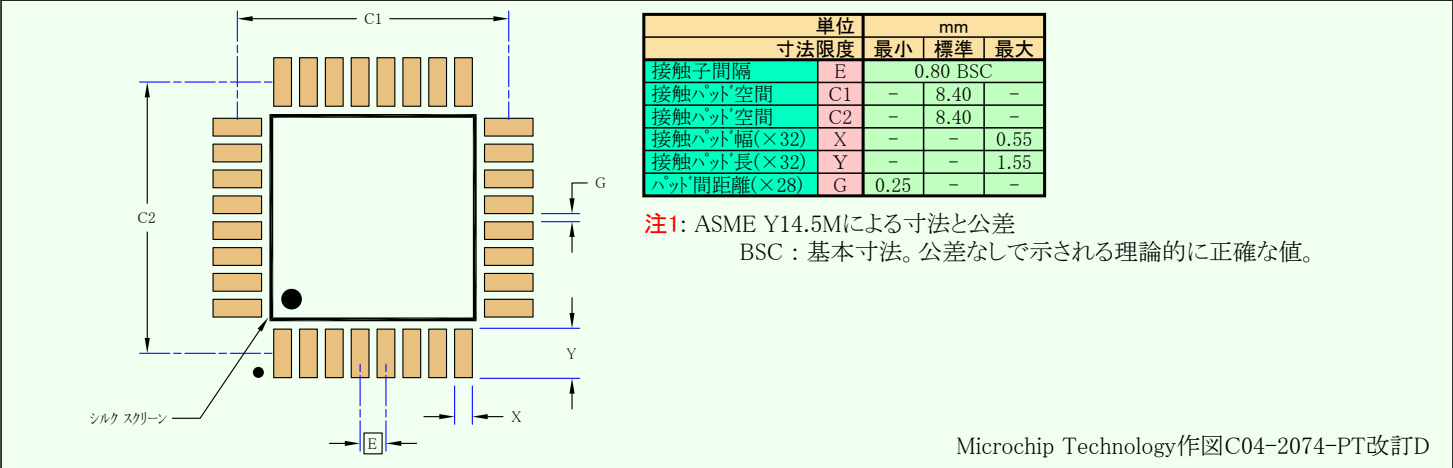 C1
C2
G
Y
X
E
シルク スクリーン
単位 mm
寸法限度 最小 標準 最大
接触子間隔 E 0.80 BSC
接触パッド空間 C1 - 8.40 -
接触パッド空間 C2 - 8.40 -
接触パッド幅(×32) X - - 0.55
接触パッド長(×32) Y - - 1.55
パッド間距離(×28) G 0.25 - -
注1: ASME Y14.5Mによる寸法と公差
BSC : 基本寸法。公差なしで示される理論的に正確な値。
Microchip Technology作図C04-2074-PT改訂D